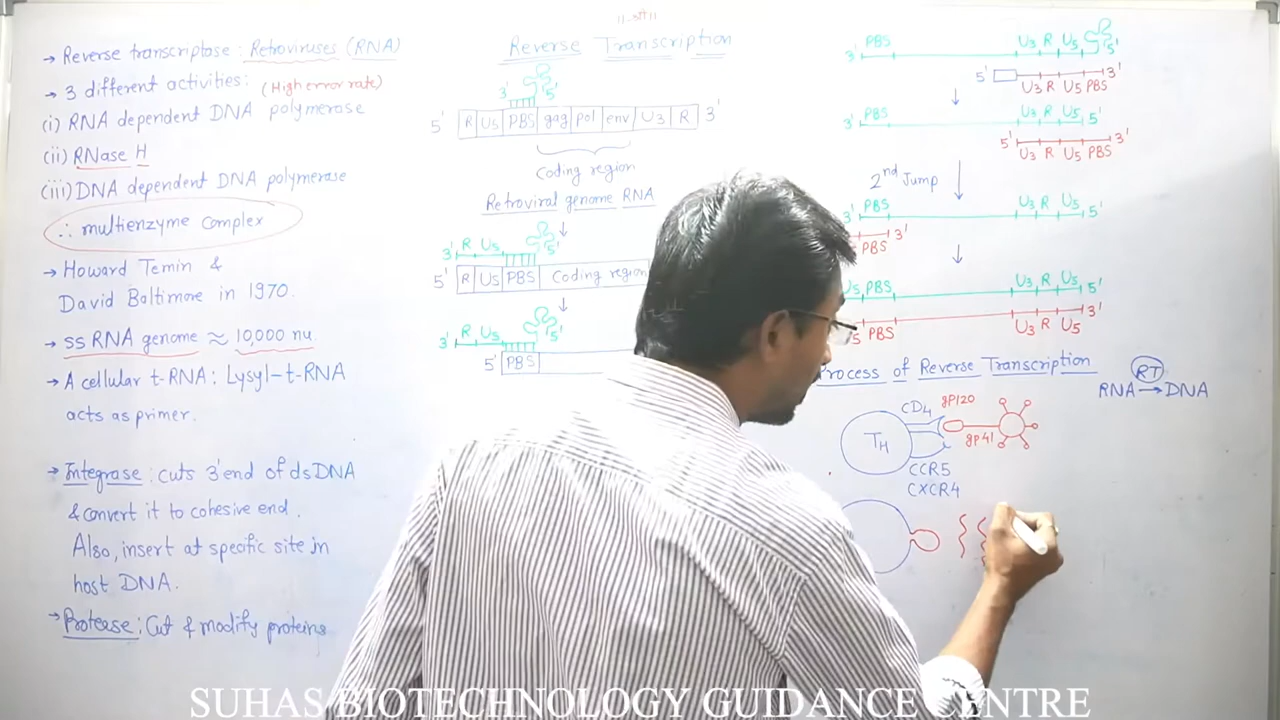 ॥श्री॥
→ Reverse transcriptase : Retroviruses (RNA)
→ 3 different activities: (High error rate)
(i) RNA dependent DNA polymerase
(ii) RNase H
(iii) DNA dependent DNA polymerase
∴ multienzyme complex
→ Howard Temin &
David Baltimore in 1970.
→ ss RNA genome ≈ 10,000 nu.
→ A cellular t-RNA: Lysyl-t-RNA
acts as primer.
→ Integrase: cuts 3' end of dsDNA
& convert it to cohesive end.
Also, insert at specific site in
host DNA.
→ Protease: Cut & modify proteins
Reverse Transcription
3' 5'
5' R U5 PBS gag pol env U3 R 3'
Coding region
Retroviral genome RNA
↓
3' R U5 5'
5' R U5 PBS Coding region
↓
3' R U5 5'
5' PBS
3' PBS U3 R U5 5'
5' 3'
U3 R U5 PBS
↓
3' PBS U3 R U5 5'
5' 3'
U3 R U5 PBS
2nd Jump ↓
PBS U3 R U5 5'
PBS 3'
↓
U5 PBS U3 R U5 5'
PBS U3 R U5 3'
Process of Reverse Transcription
RT
RNA → DNA
CD4 gp120
TH gp41
CCR5
CXCR4
SUHAS BIOTECHNOLOGY GUIDANCE CENTRE